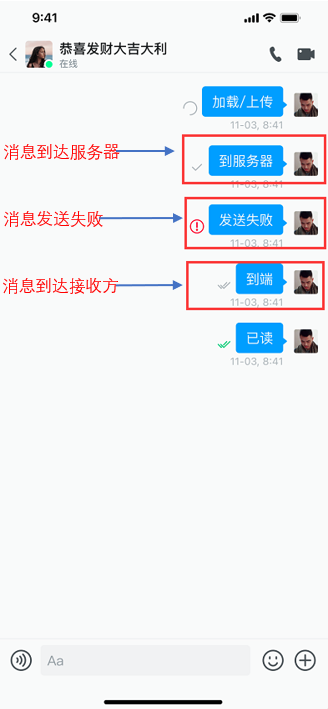 9:41
恭喜发财大吉大利
在线
加载/上传
11-03, 8:41
消息到达服务器
到服务器
11-03, 8:41
消息发送失败
发送失败
11-03, 8:41
消息到达接收方
到端
11-03, 8:41
已读
11-03, 8:41
Aa